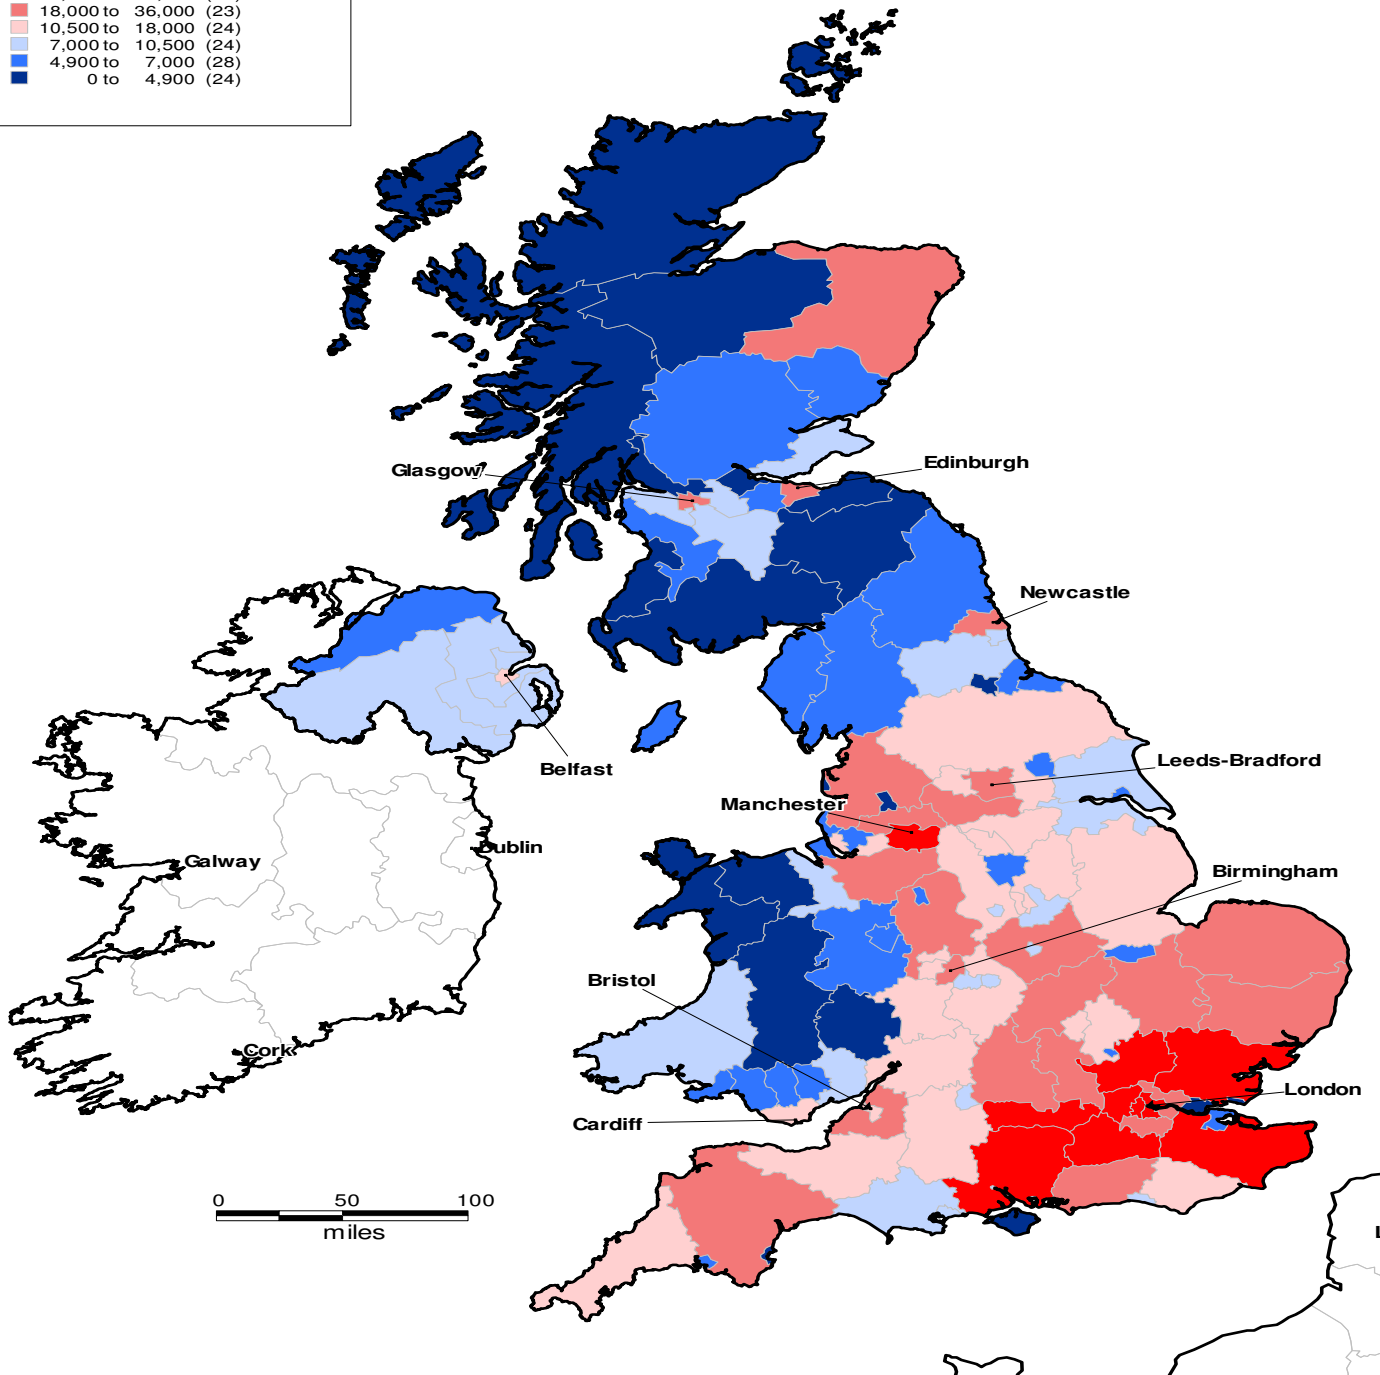 18,000 to 36,000 (23)
10,500 to 18,000 (24)
7,000 to 10,500 (24)
4,900 to 7,000 (28)
0 to 4,900 (24)
Glasgow
Edinburgh
Newcastle
Belfast
Leeds-Bradford
Manchester
Dublin
Galway
Birmingham
Bristol
Cork
London
Cardiff
0 50 100
miles
L